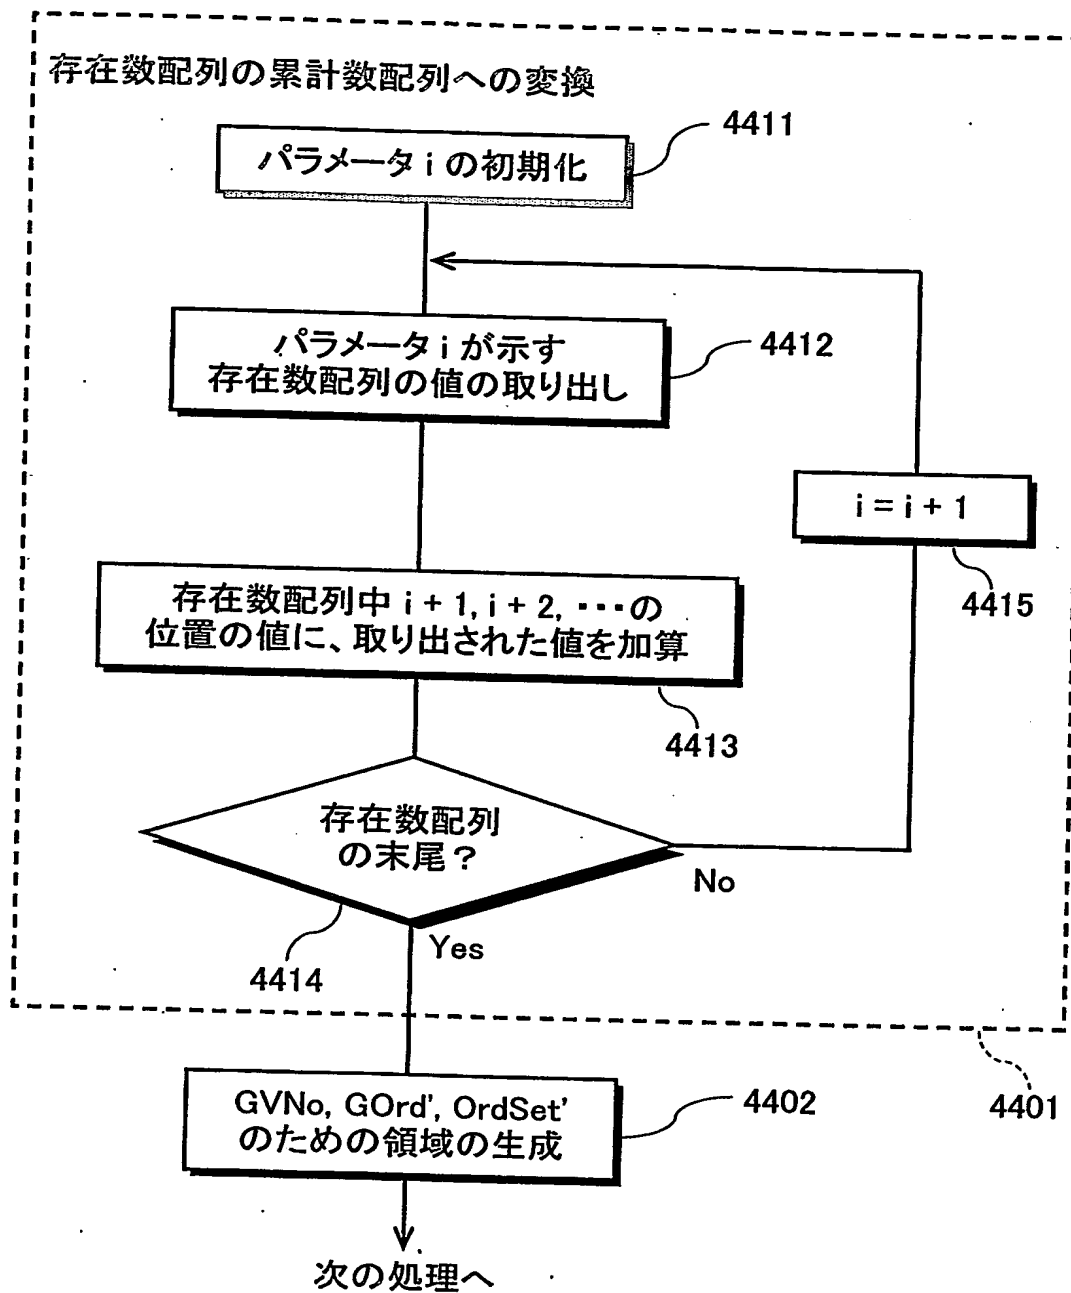 存在数配列の累計数配列への変換
4411
パラメータ i の初期化
パラメータ i が示す
存在数配列の値の取り出し
4412
i = i + 1
4415
存在数配列中 i + 1, i + 2, ・・・の
位置の値に、取り出された値を加算
4413
存在数配列
の末尾？
No
Yes
4414
4401
GVNo, GOrd', OrdSet'
のための領域の生成
4402
次の処理へ